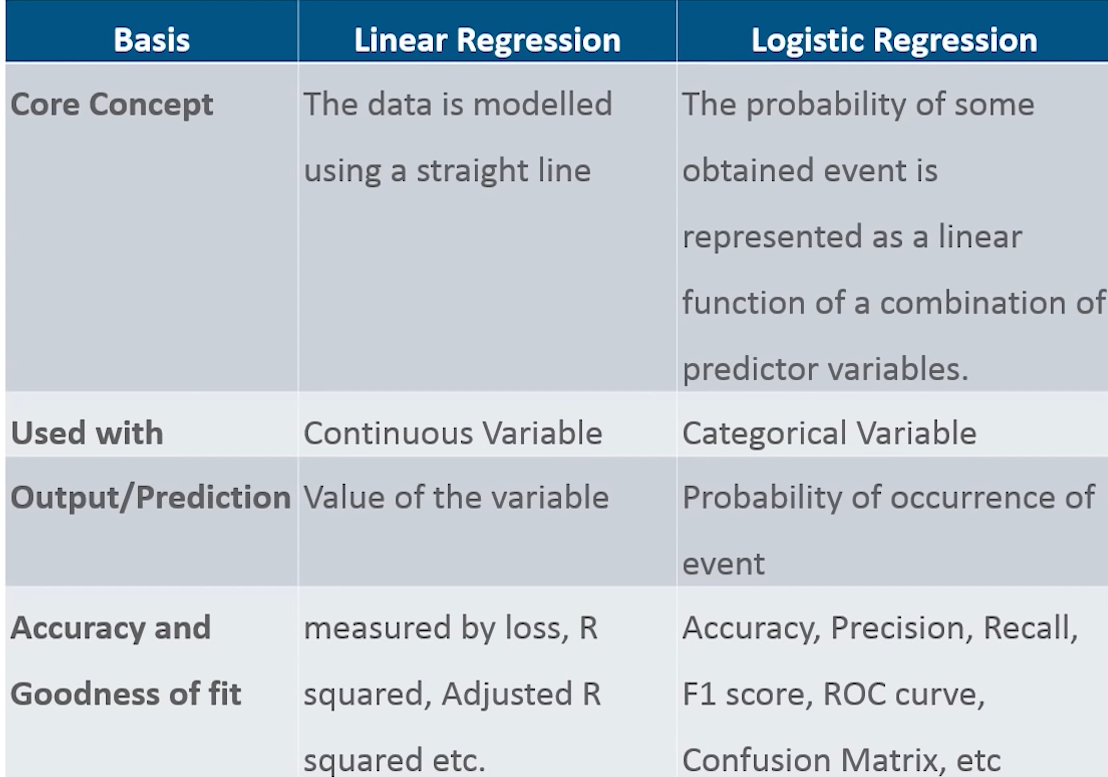 Basis Linear Regression Logistic Regression
Core Concept
The data is modelled
using a straight line
The probability of some
obtained event is
represented as a linear
function of a combination of
predictor variables.
Used with
Continuous Variable
Categorical Variable
Output/Prediction
Value of the variable
Probability of occurrence of
event
Accuracy and
Goodness of fit
measured by loss, R
squared, Adjusted R
squared etc.
Accuracy, Precision, Recall,
F1 score, ROC curve,
Confusion Matrix, etc